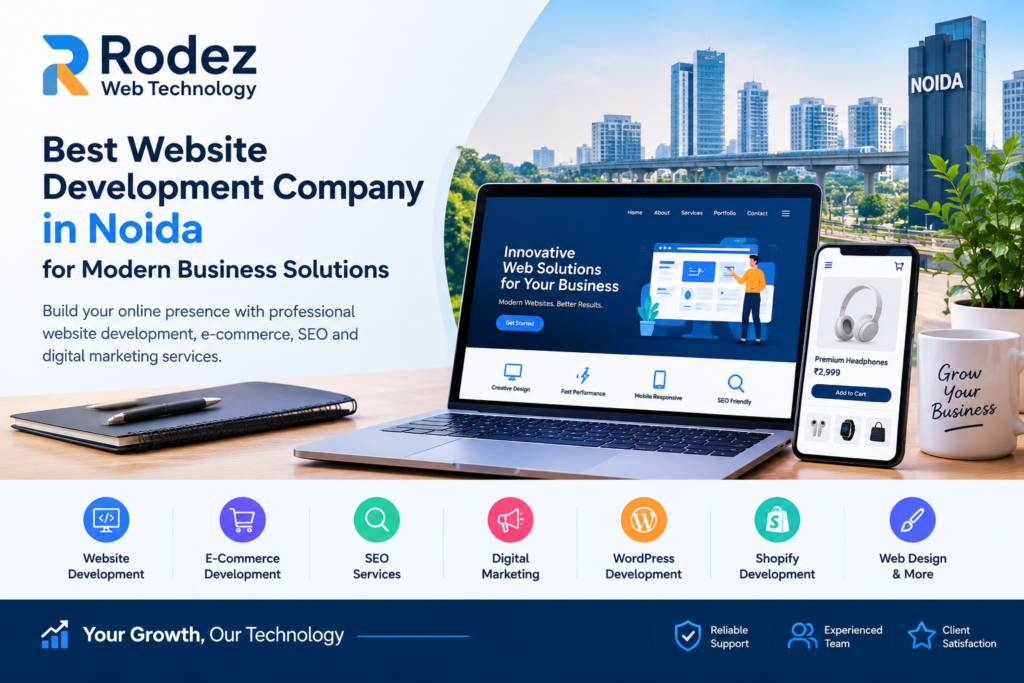 Rodez
Web Technology
Best Website
Development Company
in Noida
for Modern Business Solutions
Build your online presence with professional
website development, e-commerce, SEO and
digital marketing services.
NOIDA
Home About Services Portfolio Contact
Innovative
Web Solutions
for Your Business
Modern Websites. Better Results.
Get Started
Creative Design
Fast Performance
Mobile Responsive
SEO Friendly
Premium Headphones
₹2,999
Add to Cart
Grow
Your
Business
Website
Development
E-Commerce
Development
SEO
Services
Digital
Marketing
WordPress
Development
Shopify
Development
Web Design
& More
Your Growth, Our Technology
Reliable
Support
Experienced
Team
Client
Satisfaction